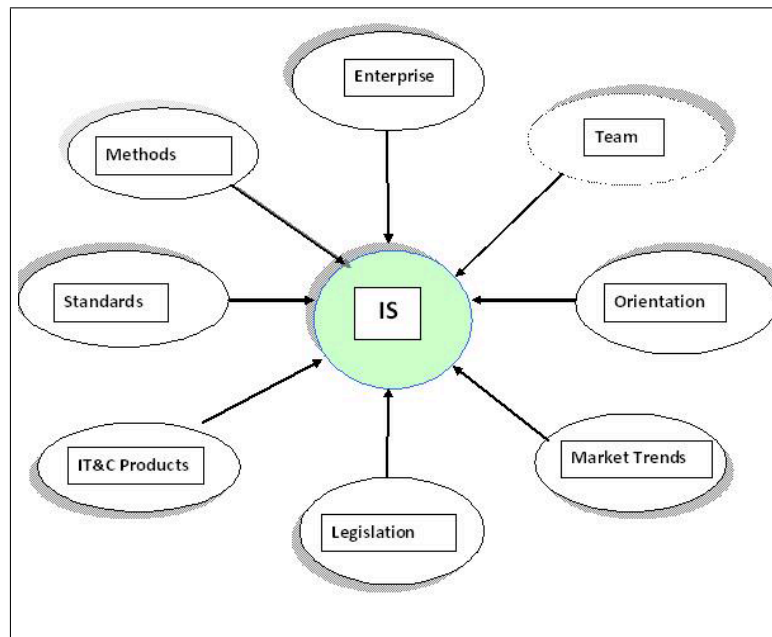 Enterprise
Methods
Team
Standards
IS
Orientation
IT&C Products
Market Trends
Legislation